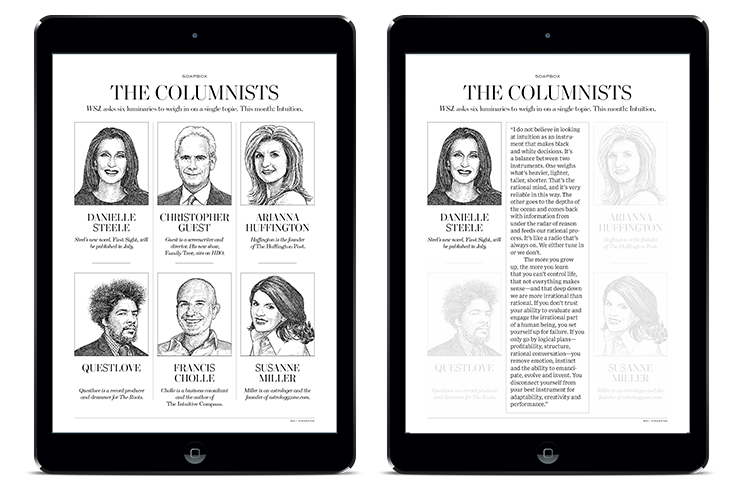 SOAPBOX
THE COLUMNISTS
WSJ. asks six luminaries to weigh in on a single topic. This month: Intuition.
DANIELLE
STEELE
Steel's new novel, First Sight, will
be published in July.
CHRISTOPHER
GUEST
Guest is a screenwriter and
director. His new show,
Family Tree, airs on HBO.
ARIANNA
HUFFINGTON
Huffington is the founder
of The Huffington Post.
QUESTLOVE
Questlove is a record producer
and drummer for The Roots.
FRANCIS
CHOLLE
Cholle is a business consultant
and the author of
The Intuitive Compass.
SUSANNE
MILLER
Miller is an astrologer and the
founder of astrologyzone.com.
WSJ. MAGAZINE
SOAPBOX
THE COLUMNISTS
WSJ. asks six luminaries to weigh in on a single topic. This month: Intuition.
DANIELLE
STEELE
Steel's new novel, First Sight, will
be published in July.
"I do not believe in looking
at intuition as an instru-
ment that makes black
and white decisions. It's
a balance between two
instruments. One weighs
what's heavier, lighter,
taller, shorter. That's the
rational mind, and it's very
reliable in this way. The
other goes to the depths of
the ocean and comes back
with information from
under the radar of reason
and feeds our rational pro-
cess. It's like a radio that's
always on. We either tune in
or we don't.
The more you grow
up, the more you learn
that you can't control life,
that not everything makes
sense—and that deep down
we are more irrational than
rational. If you don't trust
your ability to evaluate and
engage the irrational part
of a human being, you set
yourself up for failure. If you
only go by logical plans—
profitability, structure,
rational conversation—you
remove emotion, instinct
and the ability to emanci-
pate, evolve and invent. You
disconnect yourself from
your best instrument for
adaptability, creativity and
performance."
ARIANNA
HUFFINGTON
Huffington is the founder
of The Huffington Post.
QUESTLOVE
Questlove is a record producer
and drummer for The Roots.
SUSANNE
MILLER
Miller is an astrologer and the
founder of astrologyzone.com.
WSJ. MAGAZINE